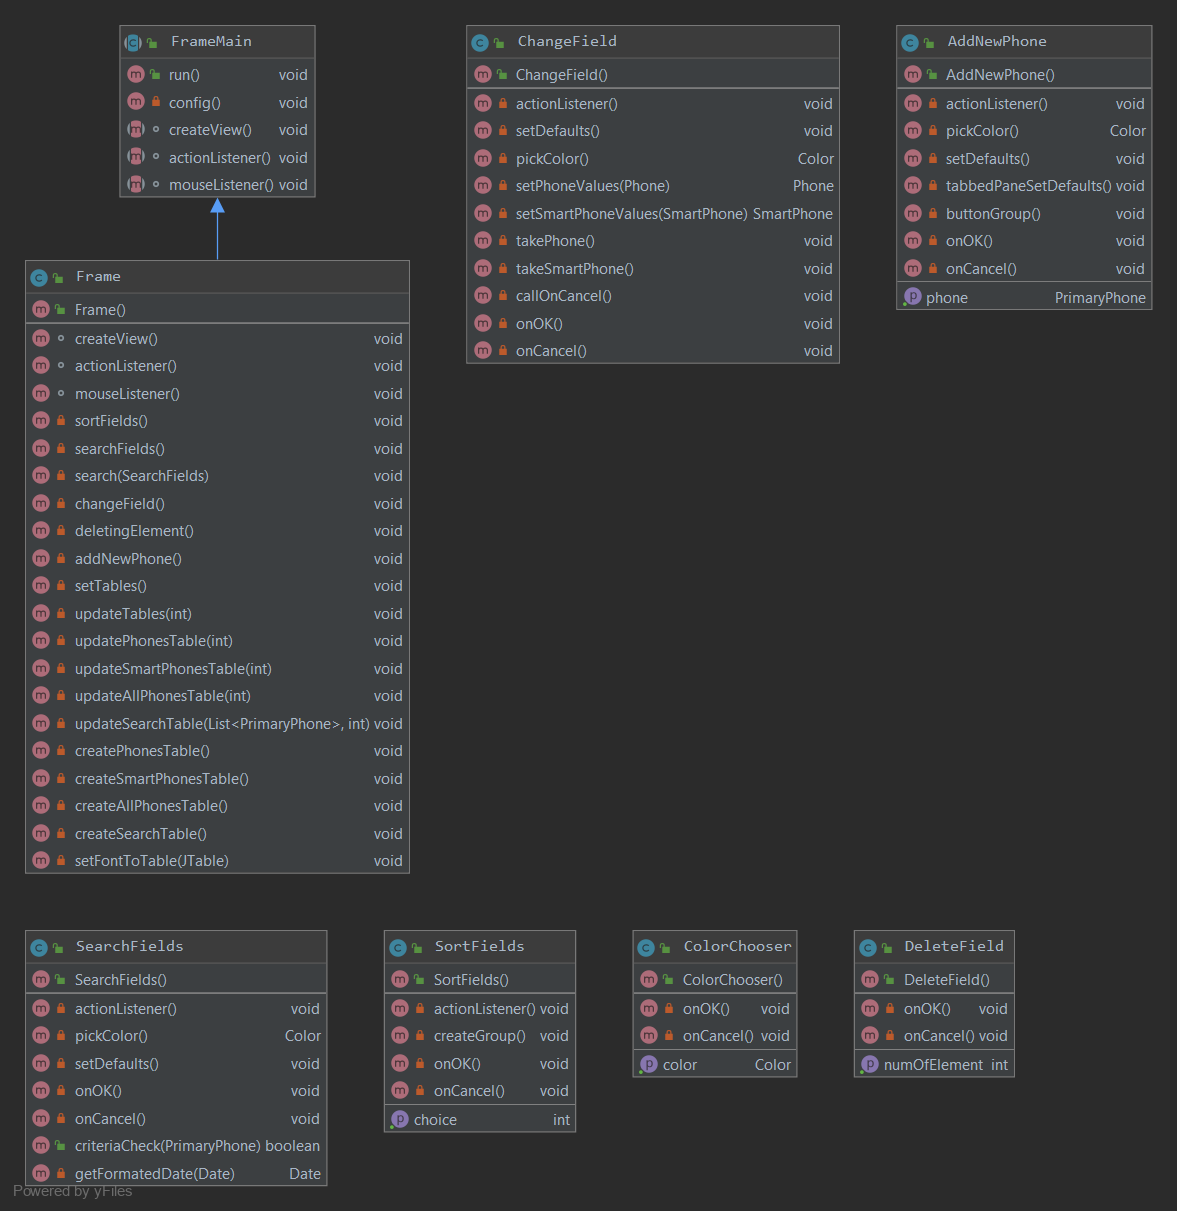 FrameMain
run() void
config() void
createView() void
actionListener() void
mouseListener() void
ChangeField
ChangeField()
actionListener() void
setDefaults() void
pickColor() Color
setPhoneValues(Phone) Phone
setSmartPhoneValues(SmartPhone) SmartPhone
takePhone() void
takeSmartPhone() void
callOnCancel() void
onOK() void
onCancel() void
AddNewPhone
AddNewPhone()
actionListener() void
pickColor() Color
setDefaults() void
tabbedPaneSetDefaults() void
buttonGroup() void
onOK() void
onCancel() void
phone PrimaryPhone
Frame
Frame()
createView() void
actionListener() void
mouseListener() void
sortFields() void
searchFields() void
search(SearchFields) void
changeField() void
deletingElement() void
addNewPhone() void
setTables() void
updateTables(int) void
updatePhonesTable(int) void
updateSmartPhonesTable(int) void
updateAllPhonesTable(int) void
updateSearchTable(List<PrimaryPhone>, int) void
createPhonesTable() void
createSmartPhonesTable() void
createAllPhonesTable() void
createSearchTable() void
setFontToTable(JTable) void
SearchFields
SearchFields()
actionListener() void
pickColor() Color
setDefaults() void
onOK() void
onCancel() void
criteriaCheck(PrimaryPhone) boolean
getFormatedDate(Date) Date
SortFields
SortFields()
actionListener() void
createGroup() void
onOK() void
onCancel() void
choice int
ColorChooser
ColorChooser()
onOK() void
onCancel() void
color Color
DeleteField
DeleteField()
onOK() void
onCancel() void
numOfElement int
Powered by yFiles